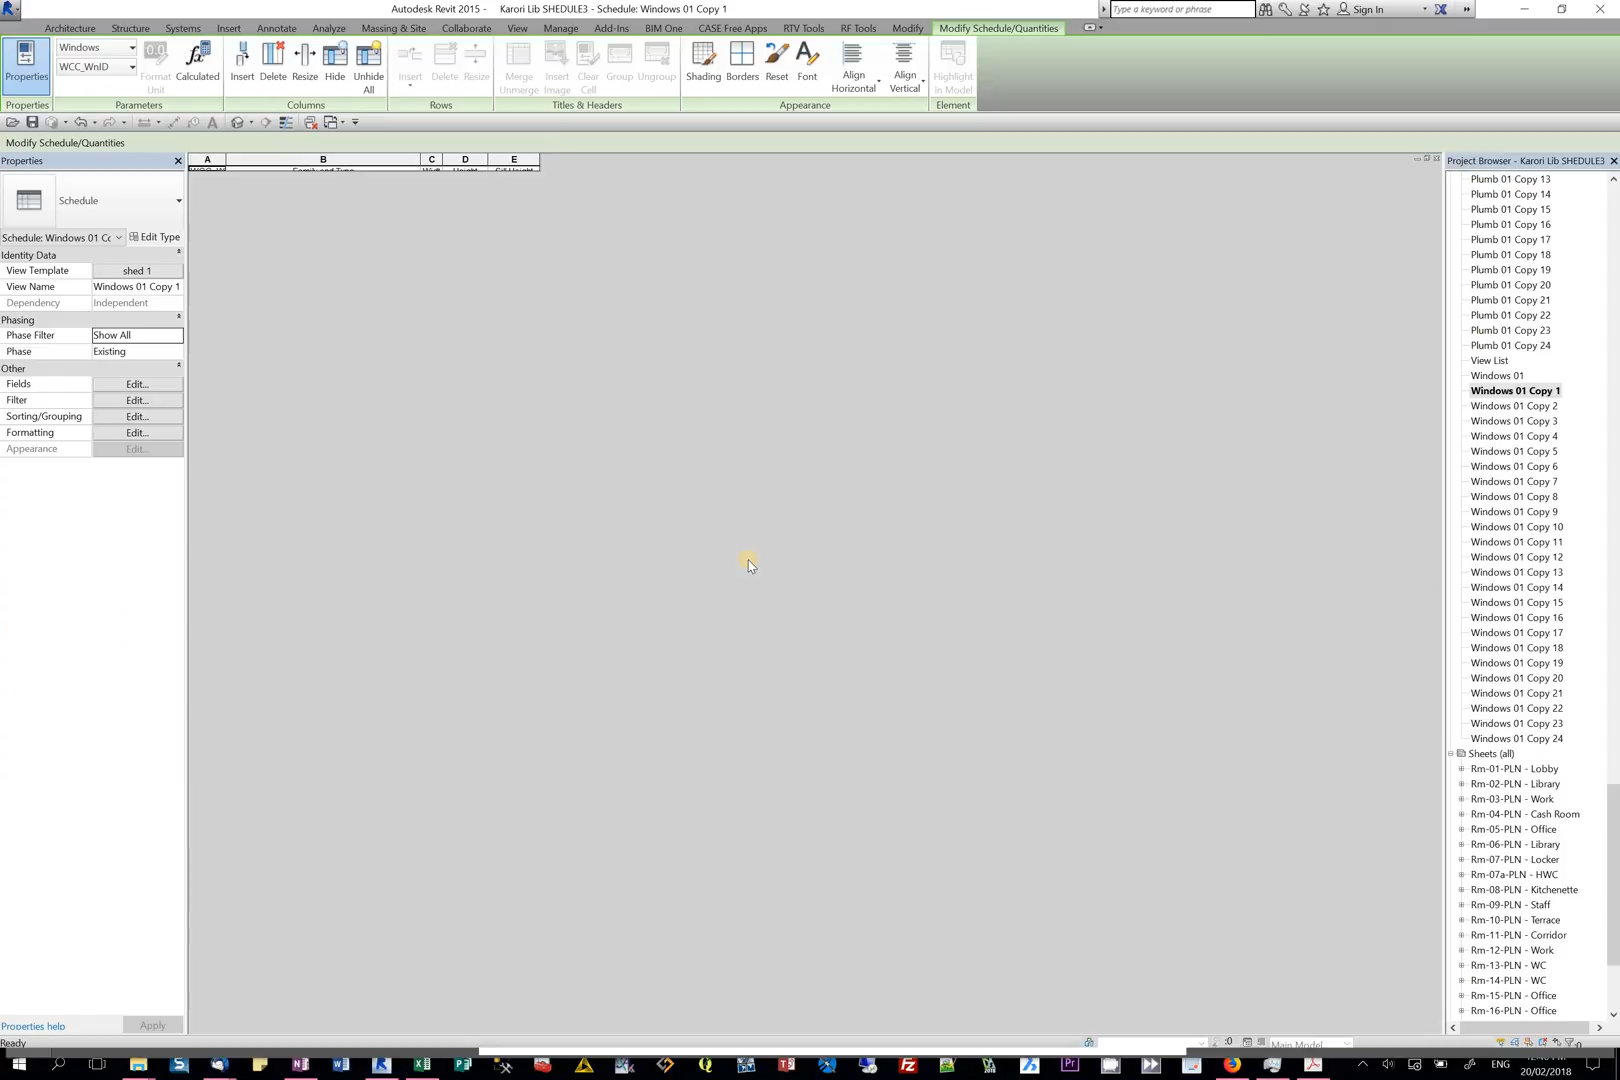 Autodesk Revit 2015 - Karori Lib SHEDULE3 - Schedule: Windows 01 Copy 1
Type a keyword or phrase
Sign In
Architecture Structure Systems Insert Annotate Analyze Massing & Site Collaborate View Manage Add-Ins BIM One CASE Free Apps RTV Tools RF Tools Modify Modify Schedule/Quantities
Windows
WCC_WnID
Properties
Format Unit
Calculated
Insert Delete Resize Hide Unhide All
Insert Delete Resize
Merge Unmerge
Insert Image
Clear Cell
Group Ungroup
Shading Borders Reset Font
Align Horizontal
Align Vertical
Highlight in Model
Properties Parameters Columns Rows Titles & Headers Appearance Element
Modify Schedule/Quantities
Properties
Schedule
Schedule: Windows 01 Cc
Edit Type
Identity Data
View Template shed 1
View Name Windows 01 Copy 1
Dependency Independent
Phasing
Phase Filter Show All
Phase Existing
Other
Fields Edit...
Filter Edit...
Sorting/Grouping Edit...
Formatting Edit...
Appearance Edit...
Properties help
Apply
Ready
A B C D E
Family and Type Height Sill Height
Project Browser - Karori Lib SHEDULE3
Plumb 01 Copy 13
Plumb 01 Copy 14
Plumb 01 Copy 15
Plumb 01 Copy 16
Plumb 01 Copy 17
Plumb 01 Copy 18
Plumb 01 Copy 19
Plumb 01 Copy 20
Plumb 01 Copy 21
Plumb 01 Copy 22
Plumb 01 Copy 23
Plumb 01 Copy 24
View List
Windows 01
Windows 01 Copy 1
Windows 01 Copy 2
Windows 01 Copy 3
Windows 01 Copy 4
Windows 01 Copy 5
Windows 01 Copy 6
Windows 01 Copy 7
Windows 01 Copy 8
Windows 01 Copy 9
Windows 01 Copy 10
Windows 01 Copy 11
Windows 01 Copy 12
Windows 01 Copy 13
Windows 01 Copy 14
Windows 01 Copy 15
Windows 01 Copy 16
Windows 01 Copy 17
Windows 01 Copy 18
Windows 01 Copy 19
Windows 01 Copy 20
Windows 01 Copy 21
Windows 01 Copy 22
Windows 01 Copy 23
Windows 01 Copy 24
Sheets (all)
Rm-01-PLN - Lobby
Rm-02-PLN - Library
Rm-03-PLN - Work
Rm-04-PLN - Cash Room
Rm-05-PLN - Office
Rm-06-PLN - Library
Rm-07-PLN - Locker
Rm-07a-PLN - HWC
Rm-08-PLN - Kitchenette
Rm-09-PLN - Staff
Rm-10-PLN - Terrace
Rm-11-PLN - Corridor
Rm-12-PLN - Work
Rm-13-PLN - WC
Rm-14-PLN - WC
Rm-15-PLN - Office
Rm-16-PLN - Office
:0 Main Model
ENG
20/02/2018